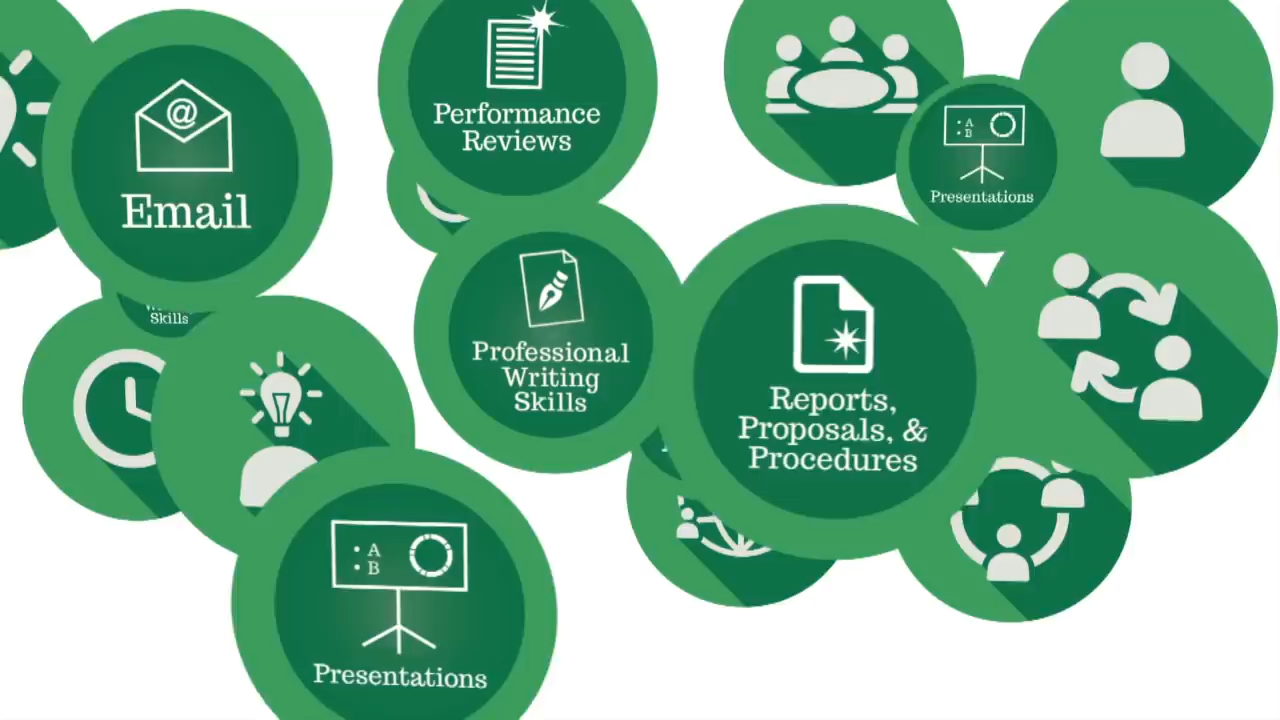 @
Email
Performance
Reviews
A
B
Presentations
Skills
Professional
Writing
Skills
Reports,
Proposals, &
Procedures
A
B
Presentations